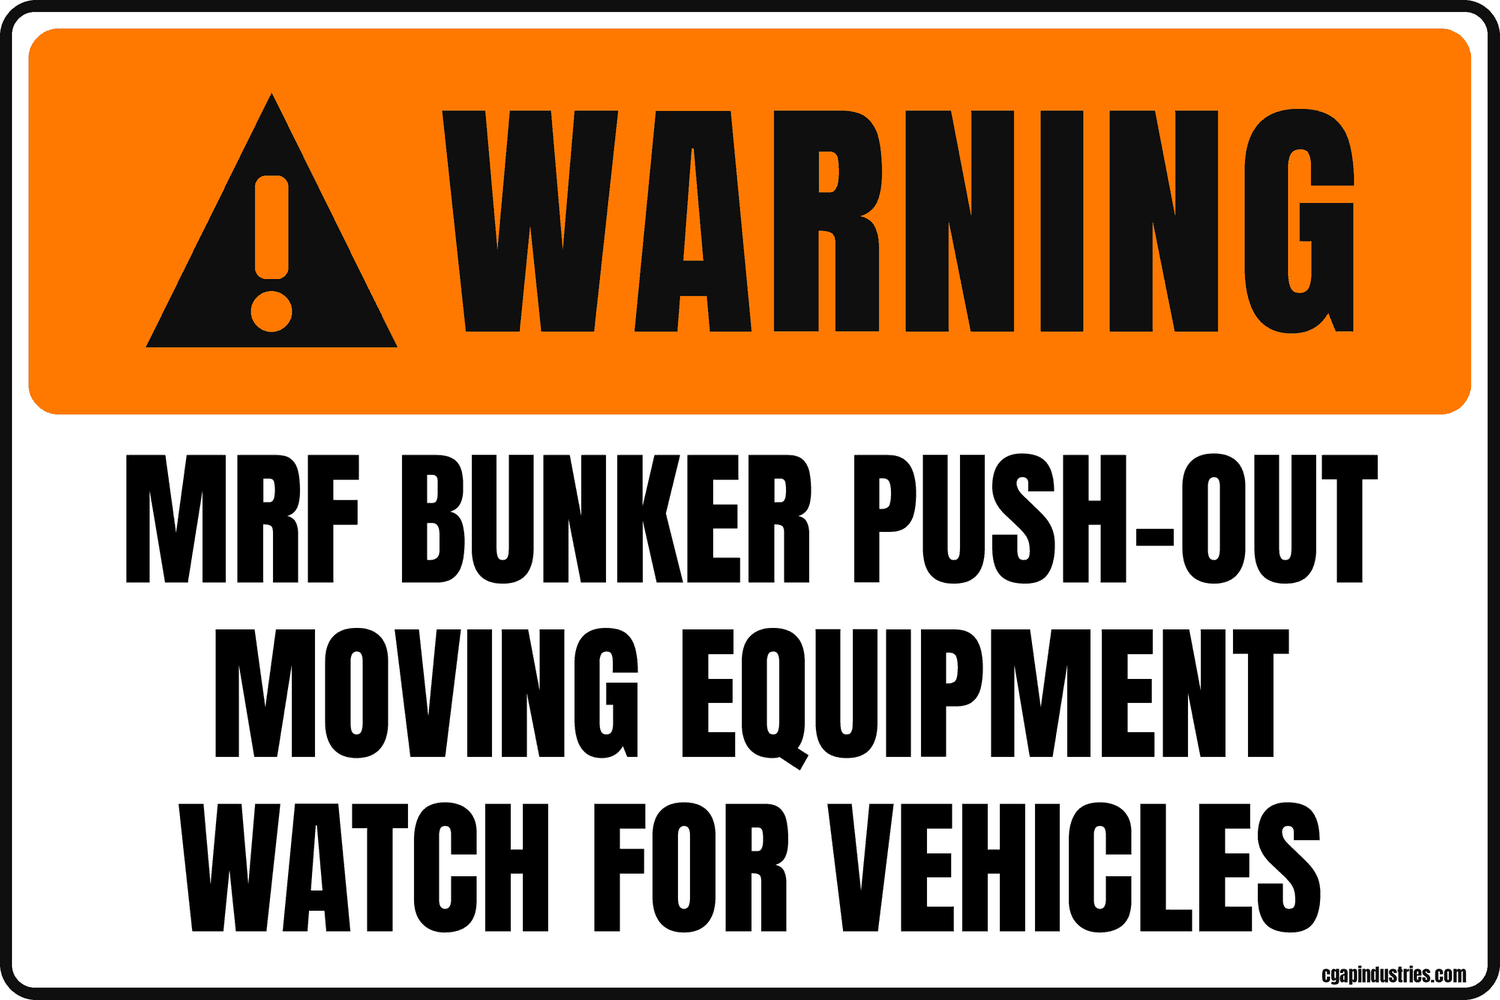 WARNING
MRF BUNKER PUSH-OUT
MOVING EQUIPMENT
WATCH FOR VEHICLES
cgapindustries.com